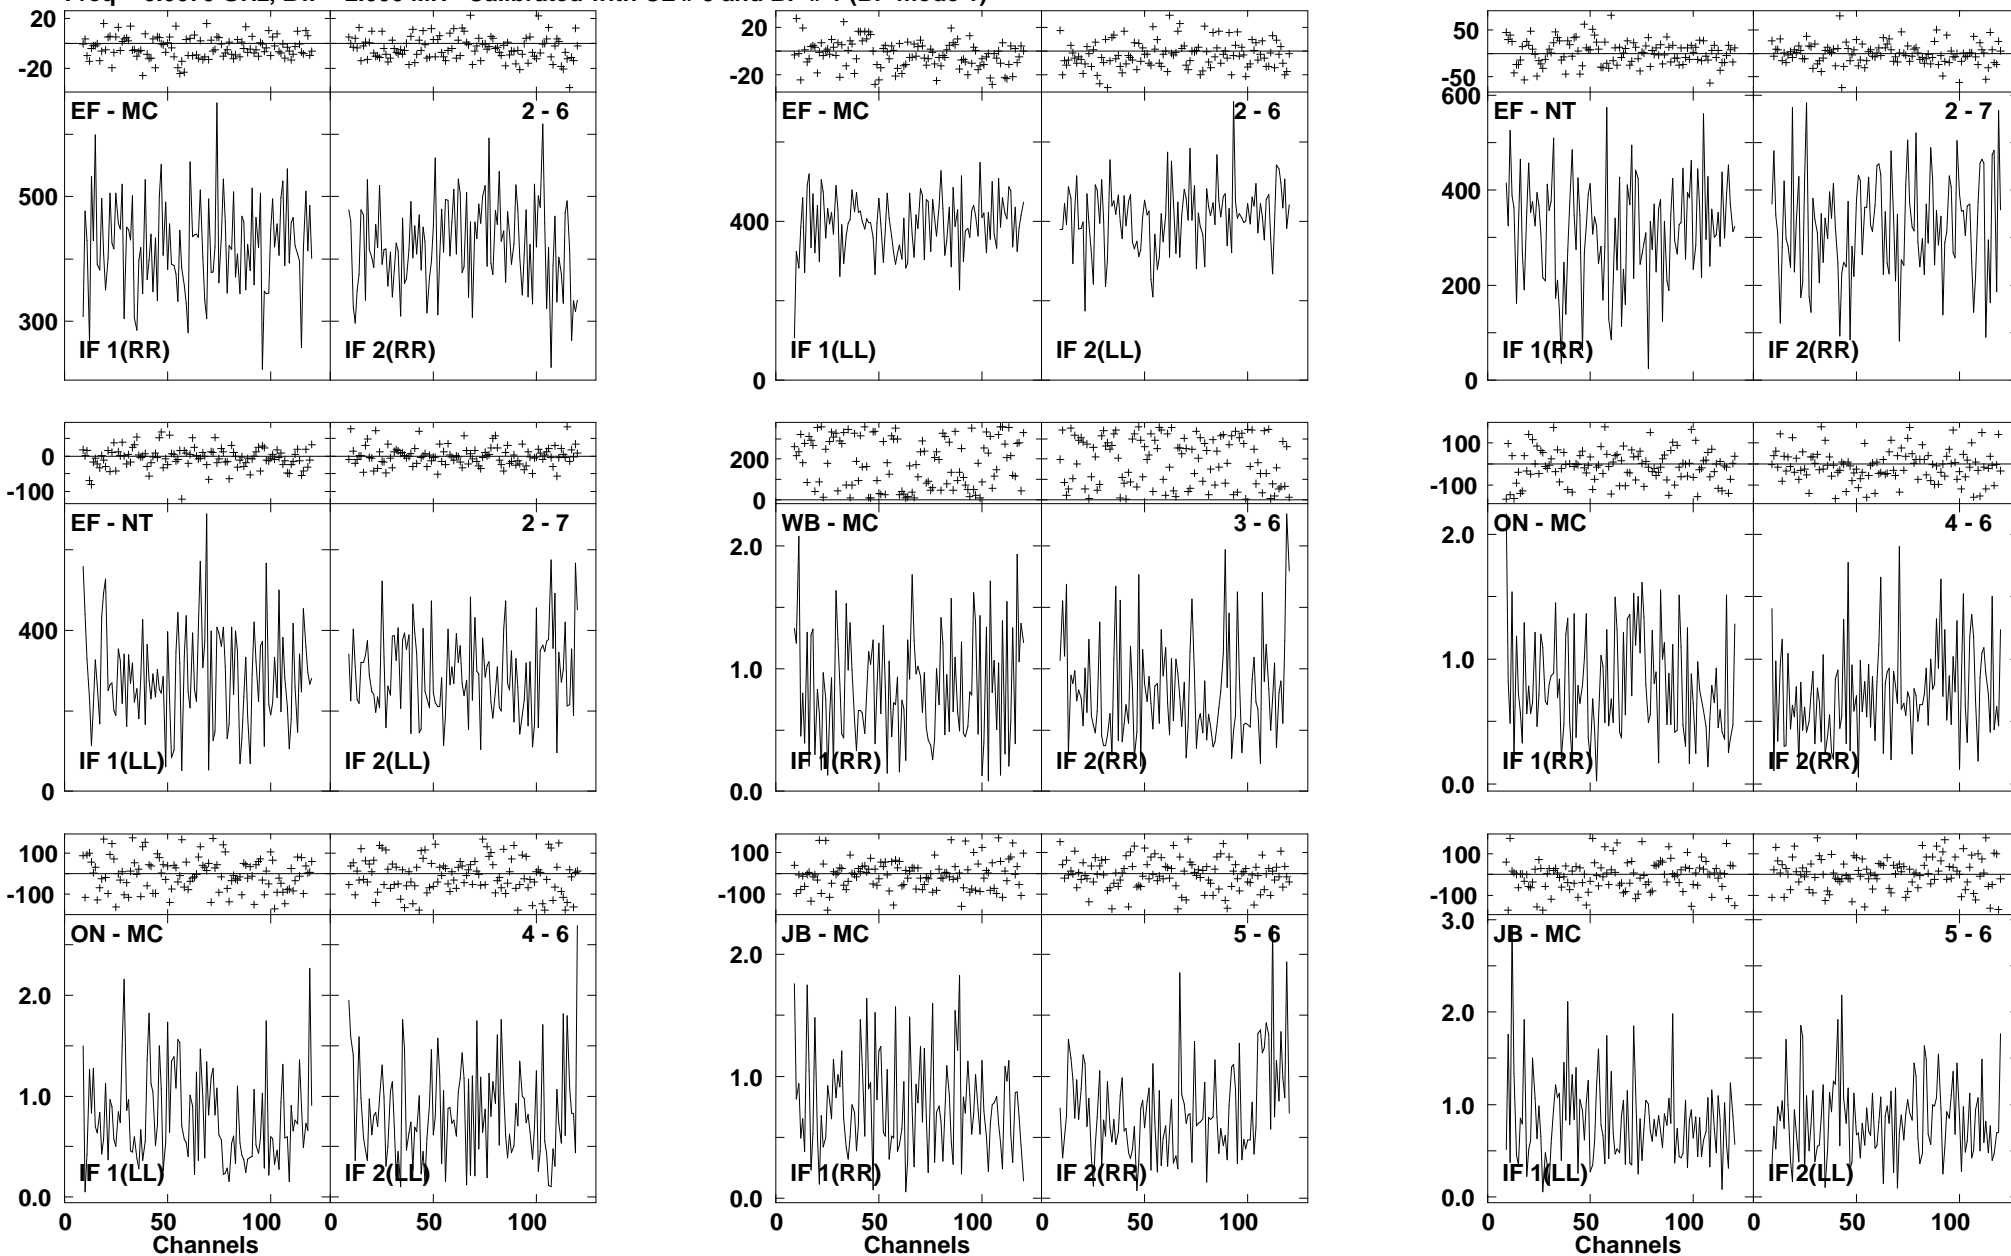 20
-20
EF - MC
2 - 6
500
300
IF 1(RR)
IF 2(RR)
20
-20
EF - MC
2 - 6
400
0
IF 1(LL)
IF 2(LL)
50
-50
600
EF - NT
2 - 7
400
200
0
IF 1(RR)
IF 2(RR)
0
-100
EF - NT
2 - 7
400
0
IF 1(LL)
IF 2(LL)
200
0
WB - MC
3 - 6
2.0
1.0
0.0
IF 1(RR)
IF 2(RR)
100
-100
ON - MC
4 - 6
2.0
1.0
0.0
IF 1(RR)
IF 2(RR)
100
-100
ON - MC
4 - 6
2.0
1.0
0.0
IF 1(LL)
IF 2(LL)
0 50 100 0 50 100
Channels
100
-100
JB - MC
5 - 6
2.0
1.0
0.0
IF 1(RR)
IF 2(RR)
0 50 100 0 50 100
Channels
100
-100
3.0
JB - MC
5 - 6
2.0
1.0
0.0
IF 1(LL)
IF 2(LL)
0 50 100 0 50 100
Channels